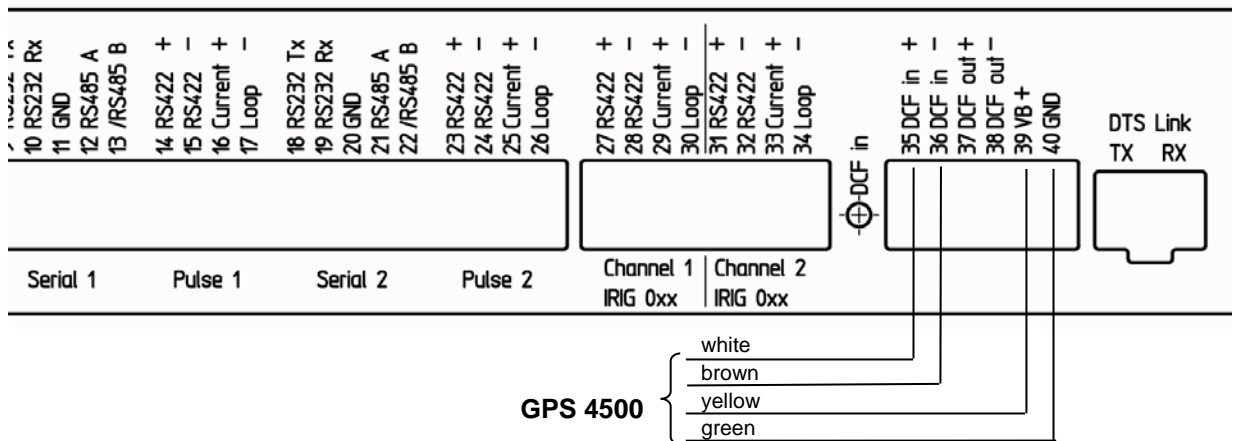 10 RS232 Rx
11 GND
12 RS485 A
13 /RS485 B
14 RS422 +
15 RS422 −
16 Current +
17 Loop −
18 RS232 Tx
19 RS232 Rx
20 GND
21 RS485 A
22 /RS485 B
23 RS422 +
24 RS422 −
25 Current +
26 Loop −
27 RS422 +
28 RS422 −
29 Current +
30 Loop −
31 RS422 +
32 RS422 −
33 Current +
34 Loop −
DCF in
35 DCF in +
36 DCF in −
37 DCF out +
38 DCF out −
39 VB +
40 GND
DTS Link
TX RX
Serial 1
Pulse 1
Serial 2
Pulse 2
Channel 1
IRIG 0xx
Channel 2
IRIG 0xx
white
brown
yellow
green
GPS 4500